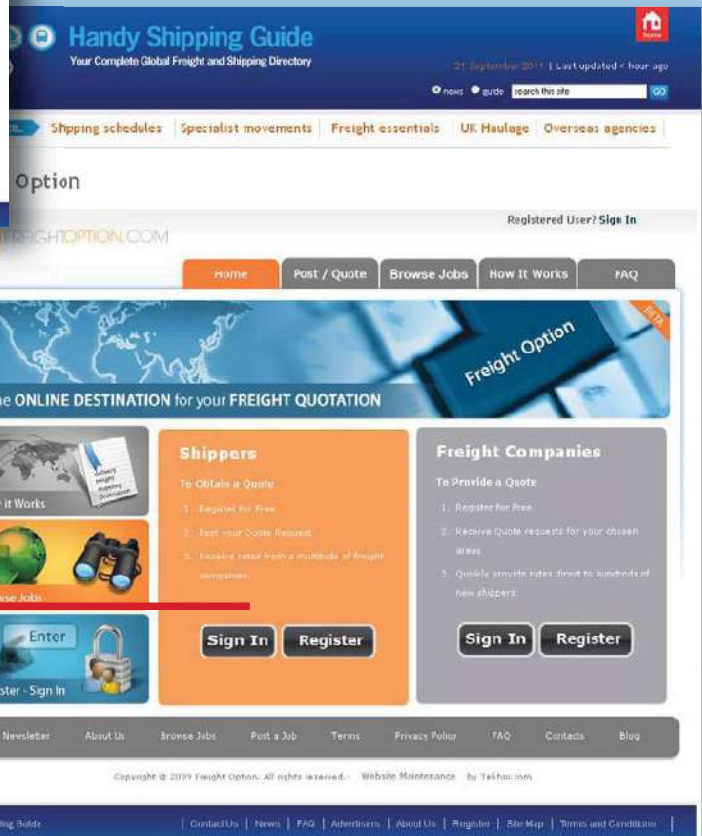 Handy Shipping Guide
Your Complete Global Freight and Shipping Directory
home
21 September 2011 | Last updated < hour ago
news guide search this site GO
Shipping schedules Specialist movements Freight essentials UK Haulage Overseas agencies
Option
Registered User? Sign In
FREIGHTOPTION.COM
Home Post / Quote Browse Jobs How It Works FAQ
BETA
Freight Option
ONLINE DESTINATION for your FREIGHT QUOTATION
it Works
Jobs
Enter
- Sign In
Shippers
To Obtain a Quote
1. Register for Free
2. Post your Quote Request
3. Receive rates from a multitude of freight
companies.
Sign In Register
Freight Companies
To Provide a Quote
1. Register for Free
2. Receive Quote requests for your chosen
areas
3. Quickly provide rates direct to hundreds of
new shippers.
Sign In Register
Newsletter About Us Browse Jobs Post a Job Terms Privacy Policy FAQ Contacts Blog
Copyright @ 2009 Freight Option. All rights reserved. - Website Maintenance by
Guide | Contact Us | News | FAQ | Advertisers | About Us | Register | Site Map | Terms and Conditions |